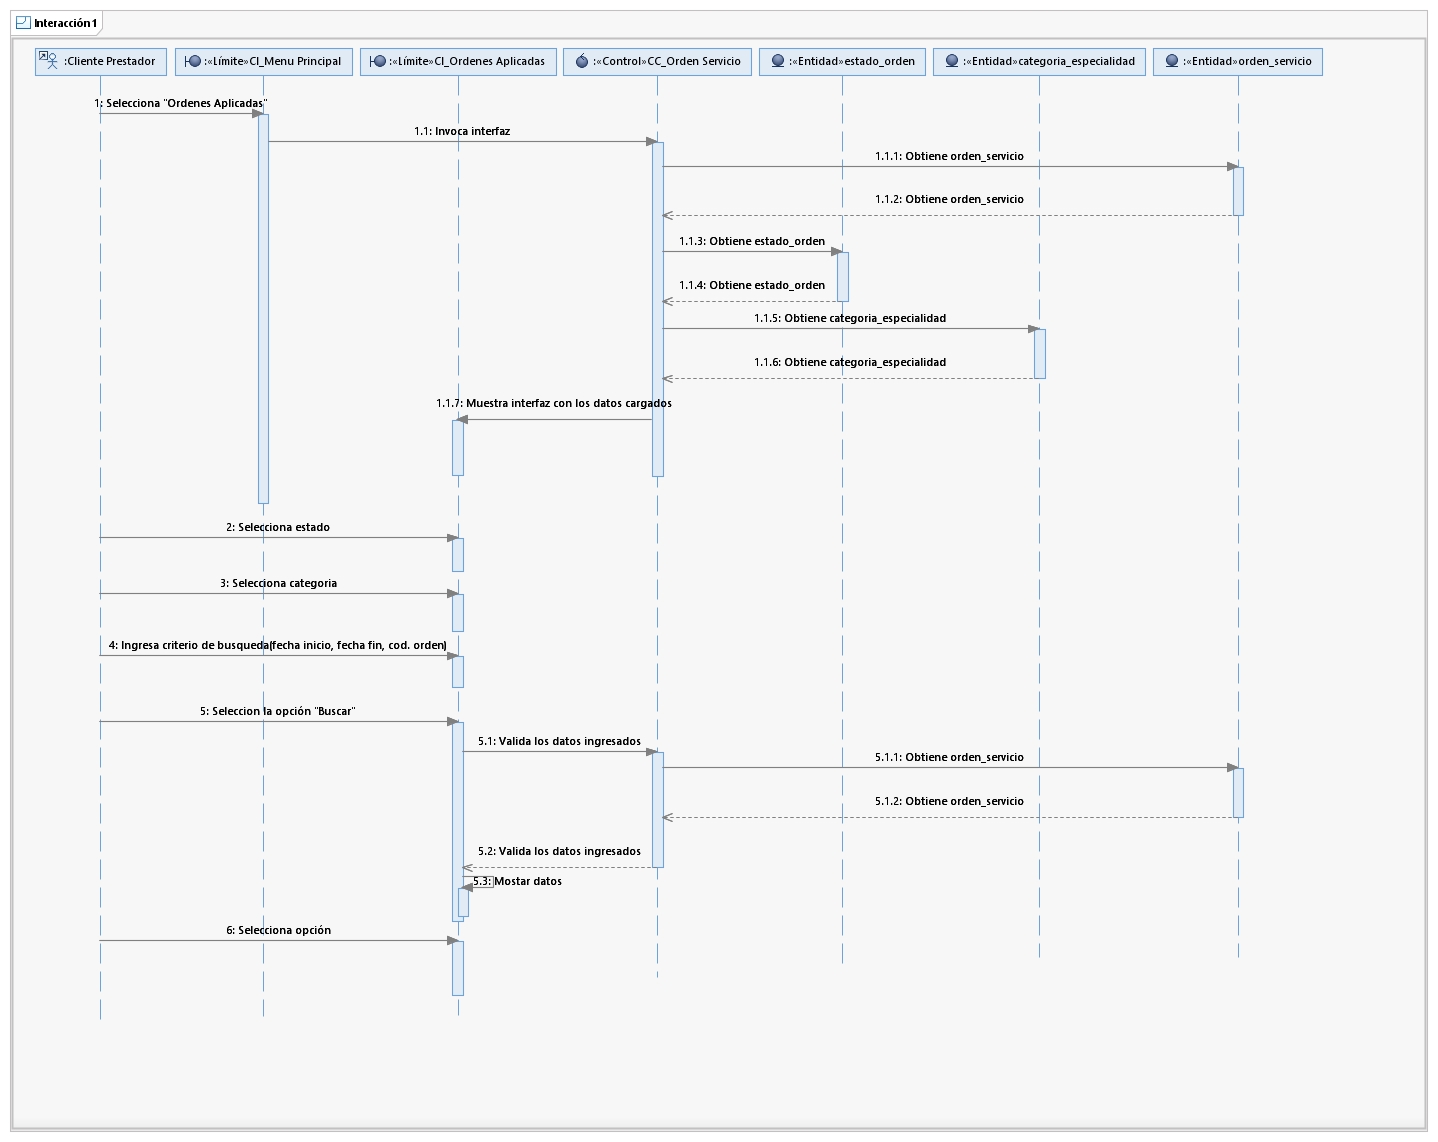 Interacción1
:Cliente Prestador
:«Límite»CI_Menu Principal
:«Límite»CI_Ordenes Aplicadas
:«Control»CC_Orden Servicio
:«Entidad»estado_orden
:«Entidad»categoria_especialidad
:«Entidad»orden_servicio
1: Selecciona "Ordenes Aplicadas"
1.1: Invoca interfaz
1.1.1: Obtiene orden_servicio
1.1.2: Obtiene orden_servicio
1.1.3: Obtiene estado_orden
1.1.4: Obtiene estado_orden
1.1.5: Obtiene categoria_especialidad
1.1.6: Obtiene categoria_especialidad
1.1.7: Muestra interfaz con los datos cargados
2: Selecciona estado
3: Selecciona categoria
4: Ingresa criterio de busqueda(fecha inicio, fecha fin, cod. orden)
5: Seleccion la opción "Buscar"
5.1: Valida los datos ingresados
5.1.1: Obtiene orden_servicio
5.1.2: Obtiene orden_servicio
5.2: Valida los datos ingresados
5.3: Mostar datos
6: Selecciona opción